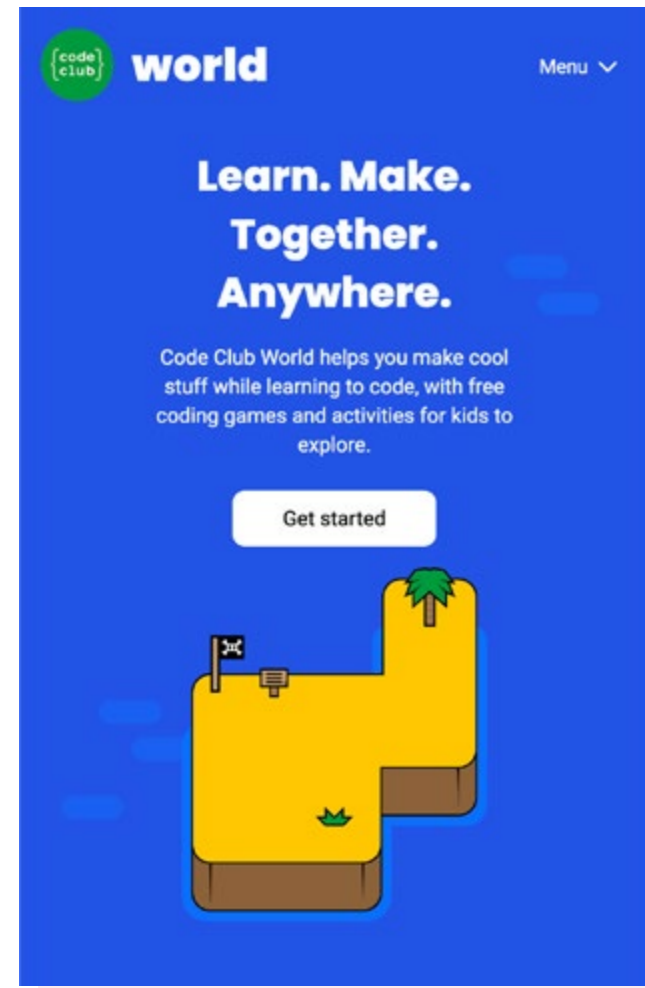 {code
club}
world
Menu
Learn. Make.
Together.
Anywhere.
Code Club World helps you make cool
stuff while learning to code, with free
coding games and activities for kids to
explore.
Get started